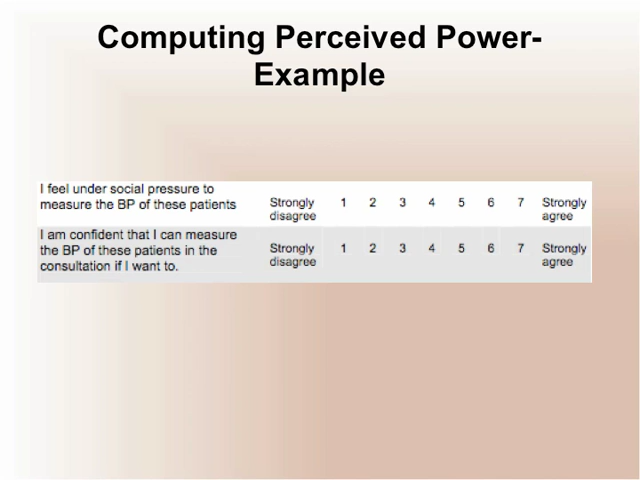 Computing Perceived Power-
Example
I feel under social pressure to
measure the BP of these patients
Strongly
disagree
1 2 3 4 5 6 7
Strongly
agree
I am confident that I can measure
the BP of these patients in the
consultation if I want to.
Strongly
disagree
1 2 3 4 5 6 7
Strongly
agree